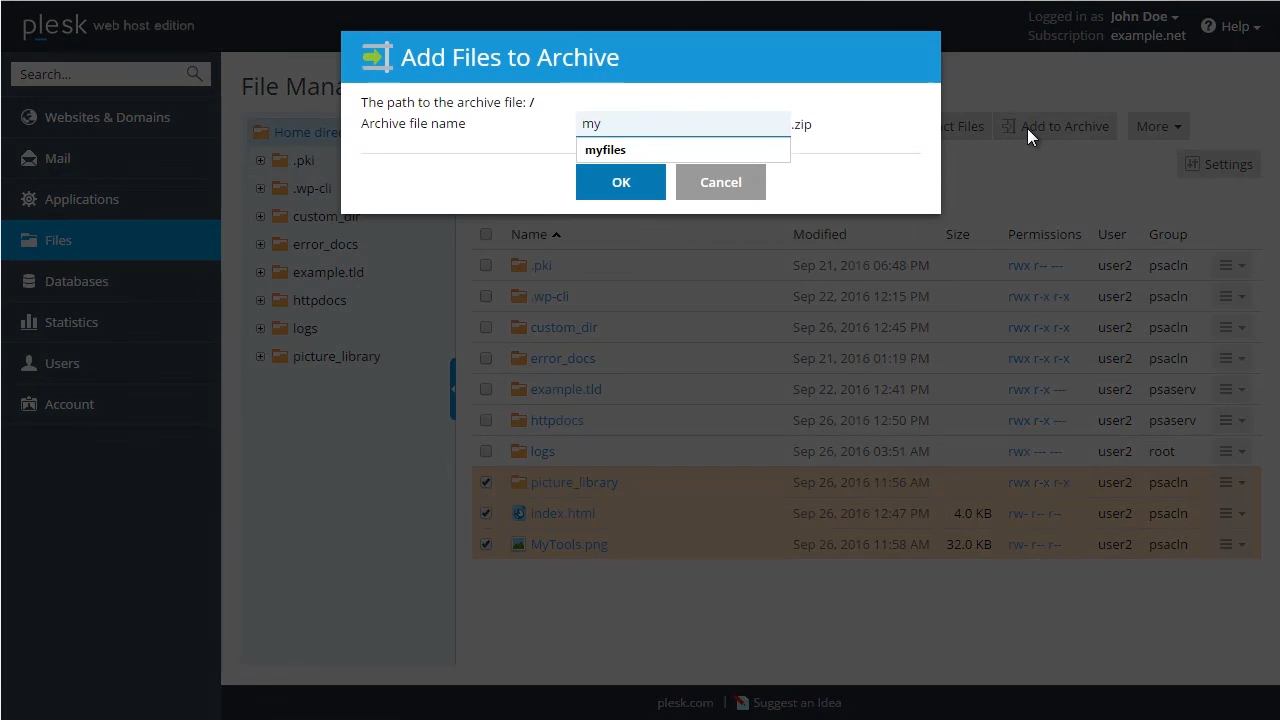 plesk web host edition
Logged in as John Doe
Subscription example.net
Help
Search...
Websites & Domains
Mail
Applications
Files
Databases
Statistics
Users
Account
File Mana
Add Files to Archive
The path to the archive file: /
Archive file name my .zip
myfiles
OK Cancel
ct Files Add to Archive More
Settings
Home dire
.pki
.wp-cli
custom_dir
error_docs
example.tld
httpdocs
logs
picture_library
Name Modified Size Permissions User Group
.pki Sep 21, 2016 06:48 PM rwx r-- --- user2 psacln
.wp-cli Sep 22, 2016 12:15 PM rwx r-x r-x user2 psacln
custom_dir Sep 26, 2016 12:45 PM rwx r-x r-x user2 psacln
error_docs Sep 21, 2016 01:19 PM rwx r-x r-x user2 psacln
example.tld Sep 22, 2016 12:41 PM rwx r-x --- user2 psaserv
httpdocs Sep 26, 2016 12:50 PM rwx r-x --- user2 psaserv
logs Sep 26, 2016 03:51 AM rwx --- --- user2 root
picture_library Sep 26, 2016 11:56 AM rwx r-x r-x user2 psacln
index.html Sep 26, 2016 12:47 PM 4.0 KB rw- r-- r-- user2 psacln
MyTools.png Sep 26, 2016 11:58 AM 32.0 KB rw- r-- r-- user2 psacln
plesk.com | Suggest an Idea